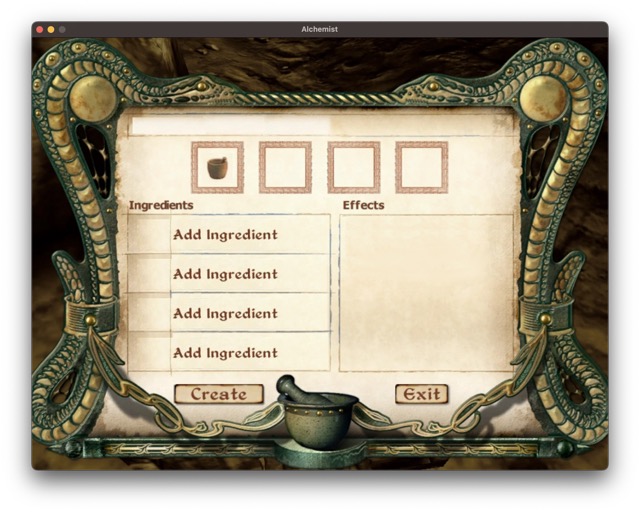 Alchemist
Ingredients Effects
Add Ingredient
Add Ingredient
Add Ingredient
Add Ingredient
Create Exit